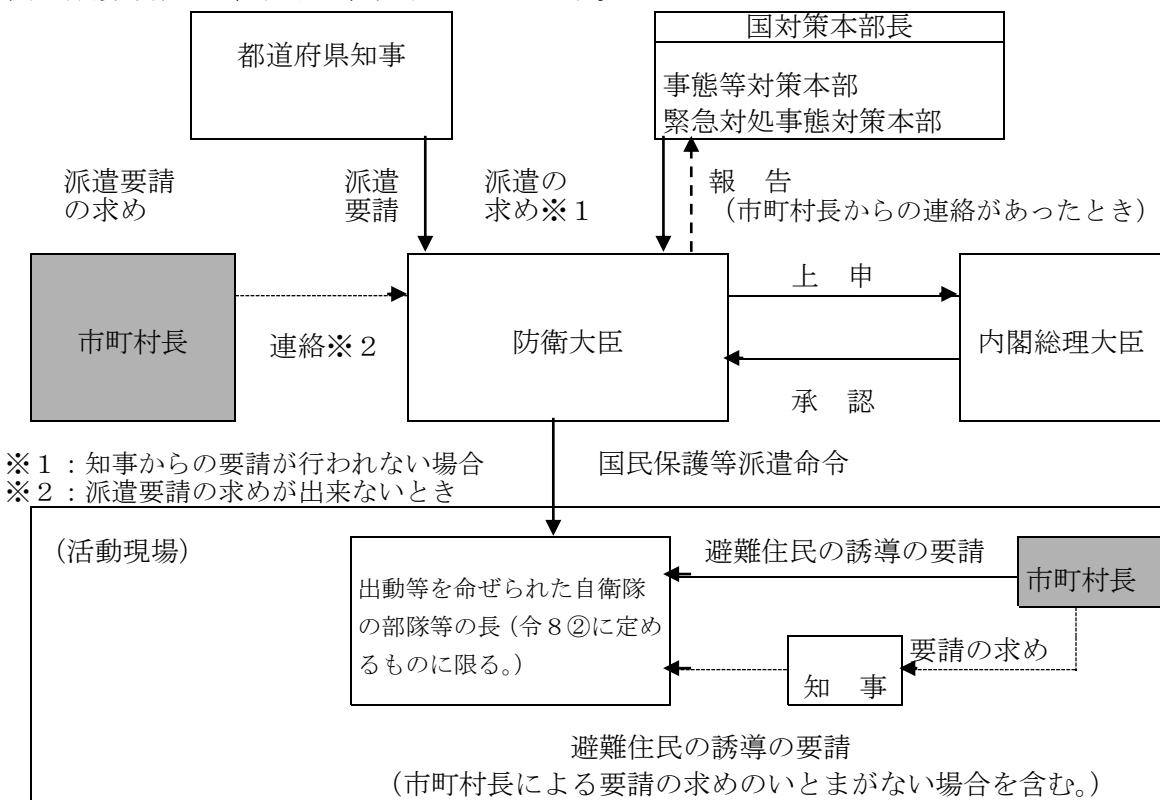 都道府県知事
国対策本部長
事態等対策本部
緊急対処事態対策本部
派遣要請
の求め
派遣
要請
派遣の
求め※1
報　告
(市町村長からの連絡があったとき)
市町村長
連絡※2
防衛大臣
上　申
承　認
内閣総理大臣
※1：知事からの要請が行われない場合
※2：派遣要請の求めが出来ないとき
国民保護等派遣命令
(活動現場)
出動等を命ぜられた自衛隊
の部隊等の長(令8②に定め
るものに限る。)
避難住民の誘導の要請
市町村長
要請の求め
知　事
避難住民の誘導の要請
(市町村長による要請の求めのいとまがない場合を含む。)